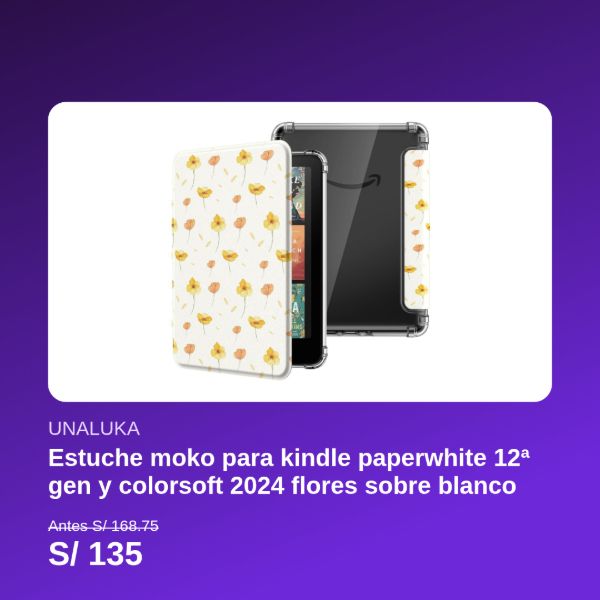 UNALUKA
Estuche moko para kindle paperwhite 12ª
gen y colorsoft 2024 flores sobre blanco
Antes S/ 168.75
S/ 135